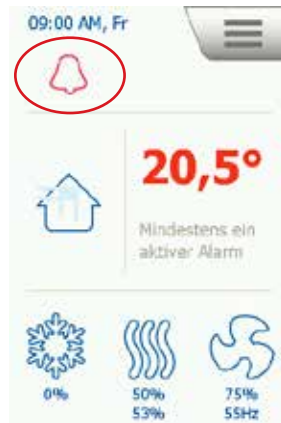 09:00 AM, Fr
20,5°
Mindestens ein
aktiver Alarm
0% 50% 75%
53% 55Hz